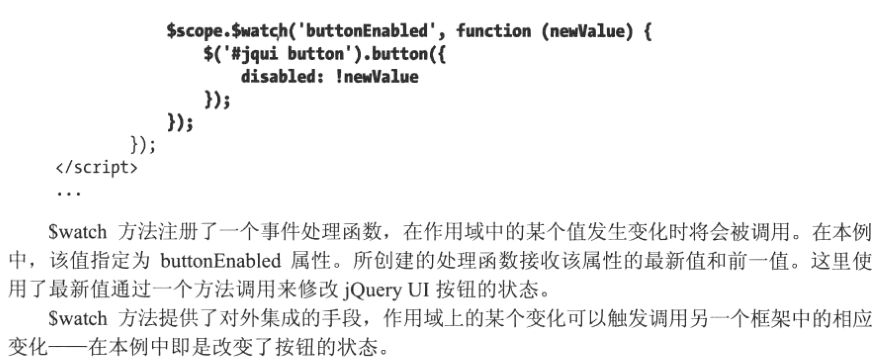 $scope.$watch('buttonEnabled', function (newValue) {
$('#jqui button').button({
disabled: !newValue
});
});
});
</script>
...
$watch 方法注册了一个事件处理函数，在作用域中的某个值发生变化时将会被调用。在本例
中，该值指定为 buttonEnabled 属性。所创建的处理函数接收该属性的最新值和前一值。这里使
用了最新值通过一个方法调用来修改 jQuery UI 按钮的状态。
$watch 方法提供了对外集成的手段，作用域上的某个变化可以触发调用另一个框架中的相应
变化——在本例中即是改变了按钮的状态。